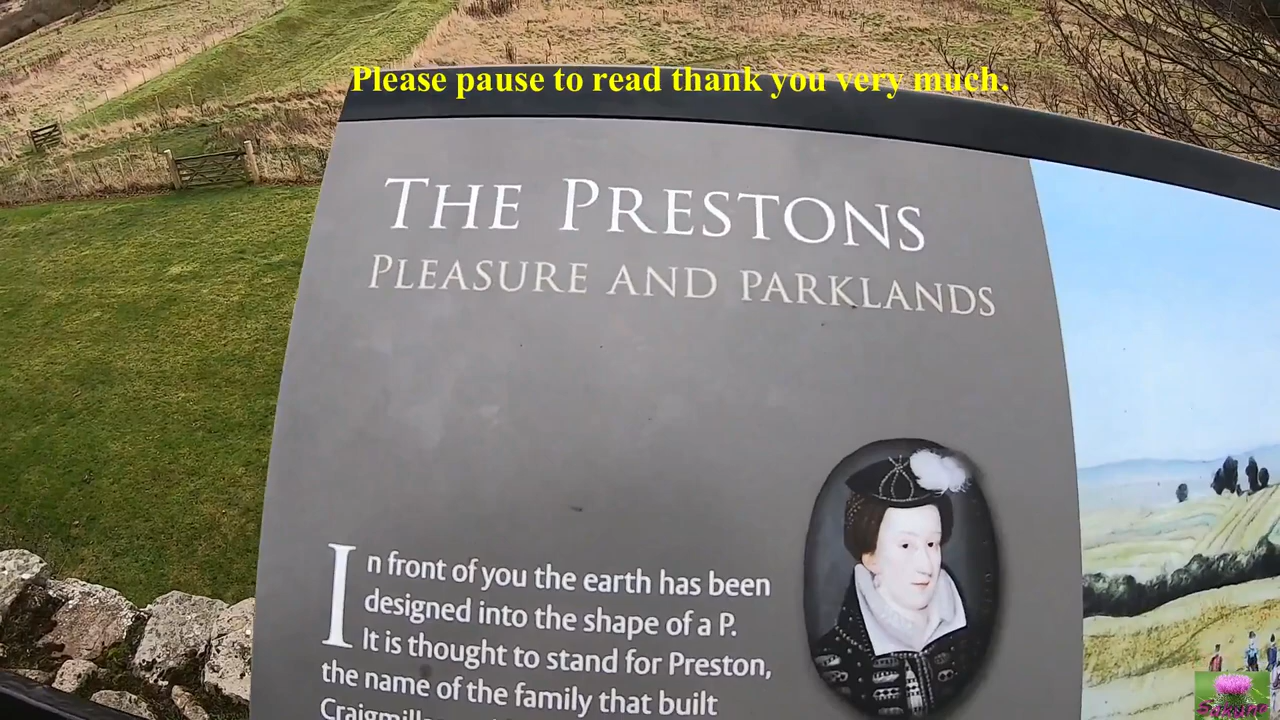 Please pause to read thank you very much.
THE PRESTONS
PLEASURE AND PARKLANDS
In front of you the earth has been
designed into the shape of a P.
It is thought to stand for Preston,
the name of the family that built
Sakura